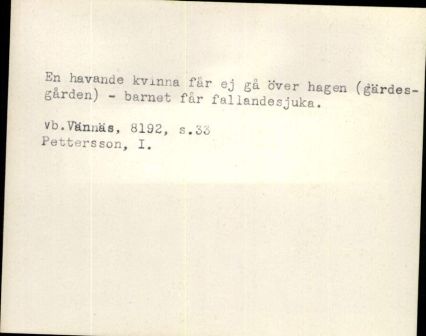 En havande kvinna får ej gå över hagen (gärdes-
gården) - barnet får fallandesjuka.
vb.Vännäs, 8192, s.33
Pettersson, I.